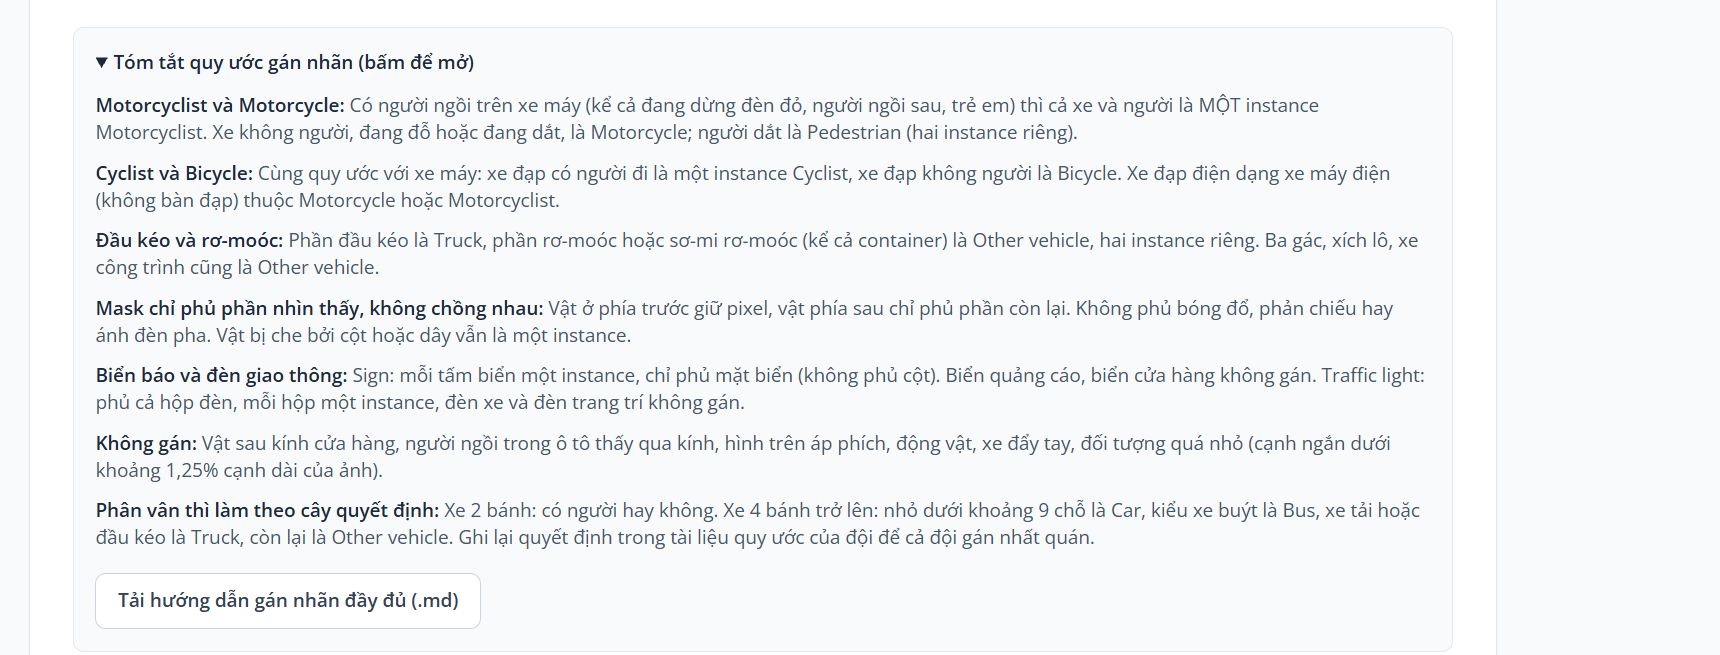 ▼ Tóm tắt quy ước gán nhãn (bấm để mở)
Motorcyclist và Motorcycle: Có người ngồi trên xe máy (kể cả đang dừng đèn đỏ, người ngồi sau, trẻ em) thì cả xe và người là MỘT instance
Motorcyclist. Xe không người, đang đỗ hoặc đang dắt, là Motorcycle; người dắt là Pedestrian (hai instance riêng).
Cyclist và Bicycle: Cùng quy ước với xe máy: xe đạp có người đi là một instance Cyclist, xe đạp không người là Bicycle. Xe đạp điện dạng xe máy điện
(không bàn đạp) thuộc Motorcycle hoặc Motorcyclist.
Đầu kéo và rơ-moóc: Phần đầu kéo là Truck, phần rơ-moóc hoặc sơ-mi rơ-moóc (kể cả container) là Other vehicle, hai instance riêng. Ba gác, xích lô, xe
công trình cũng là Other vehicle.
Mask chỉ phủ phần nhìn thấy, không chồng nhau: Vật ở phía trước giữ pixel, vật phía sau chỉ phủ phần còn lại. Không phủ bóng đổ, phản chiếu hay
ánh đèn pha. Vật bị che bởi cột hoặc dây vẫn là một instance.
Biển báo và đèn giao thông: Sign: mỗi tấm biển một instance, chỉ phủ mặt biển (không phủ cột). Biển quảng cáo, biển cửa hàng không gán. Traffic light:
phủ cả hộp đèn, mỗi hộp một instance, đèn xe và đèn trang trí không gán.
Không gán: Vật sau kính cửa hàng, người ngồi trong ô tô thấy qua kính, hình trên áp phích, động vật, xe đẩy tay, đối tượng quá nhỏ (cạnh ngắn dưới
khoảng 1,25% cạnh dài của ảnh).
Phân vân thì làm theo cây quyết định: Xe 2 bánh: có người hay không. Xe 4 bánh trở lên: nhỏ dưới khoảng 9 chỗ là Car, kiểu xe buýt là Bus, xe tải hoặc
đầu kéo là Truck, còn lại là Other vehicle. Ghi lại quyết định trong tài liệu quy ước của đội để cả đội gán nhất quán.
Tải hướng dẫn gán nhãn đầy đủ (.md)